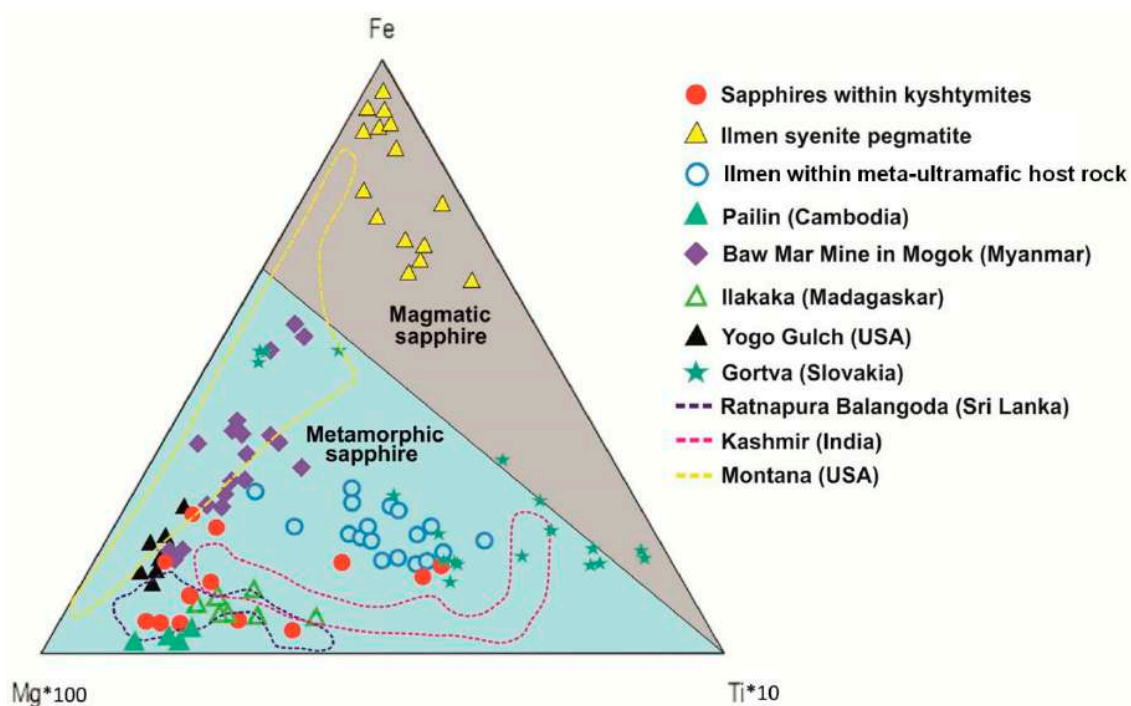 Fe
Sapphires within kyshtymites
Ilmen syenite pegmatite
Ilmen within meta-ultramafic host rock
Pailin (Cambodia)
Baw Mar Mine in Mogok (Myanmar)
Ilakaka (Madagaskar)
Yogo Gulch (USA)
Gortva (Slovakia)
Ratnapura Balangoda (Sri Lanka)
Kashmir (India)
Montana (USA)
Magmatic
sapphire
Metamorphic
sapphire
Mg*100
Ti*10